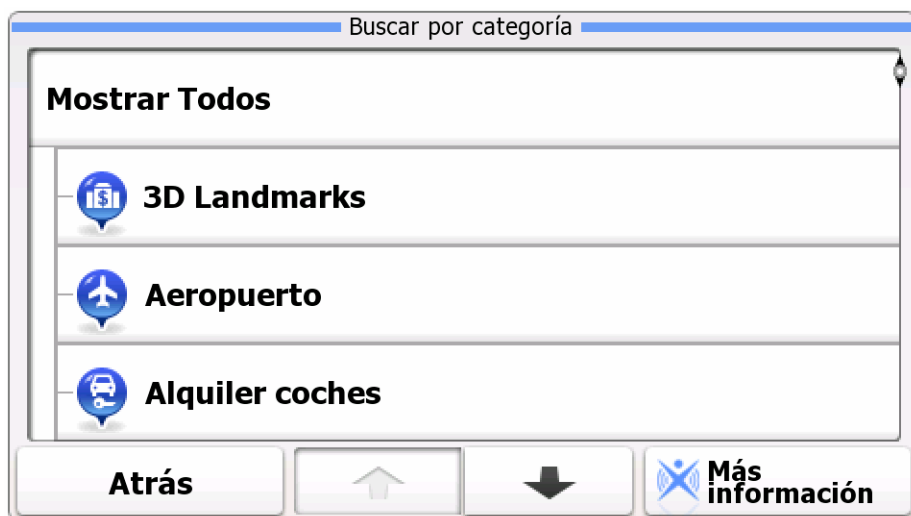 Buscar por categoría
Mostrar Todos
3D Landmarks
Aeropuerto
Alquiler coches
Atrás
Más
información